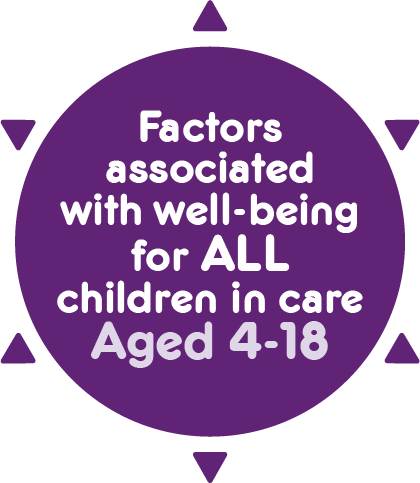 Factors
associated
with well-being
for ALL
children in care
Aged 4-18